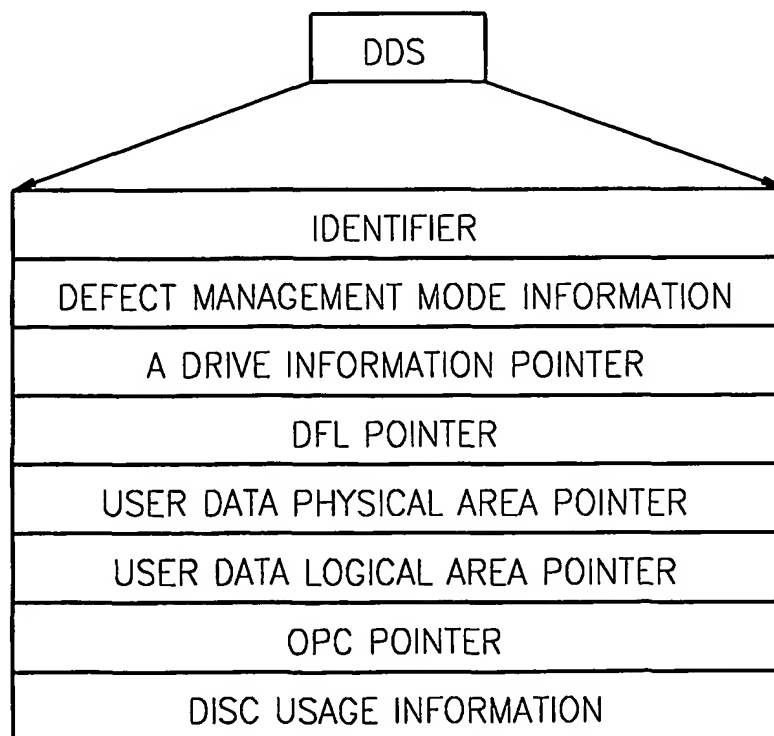 DDS
IDENTIFIER
DEFECT MANAGEMENT MODE INFORMATION
A DRIVE INFORMATION POINTER
DFL POINTER
USER DATA PHYSICAL AREA POINTER
USER DATA LOGICAL AREA POINTER
OPC POINTER
DISC USAGE INFORMATION